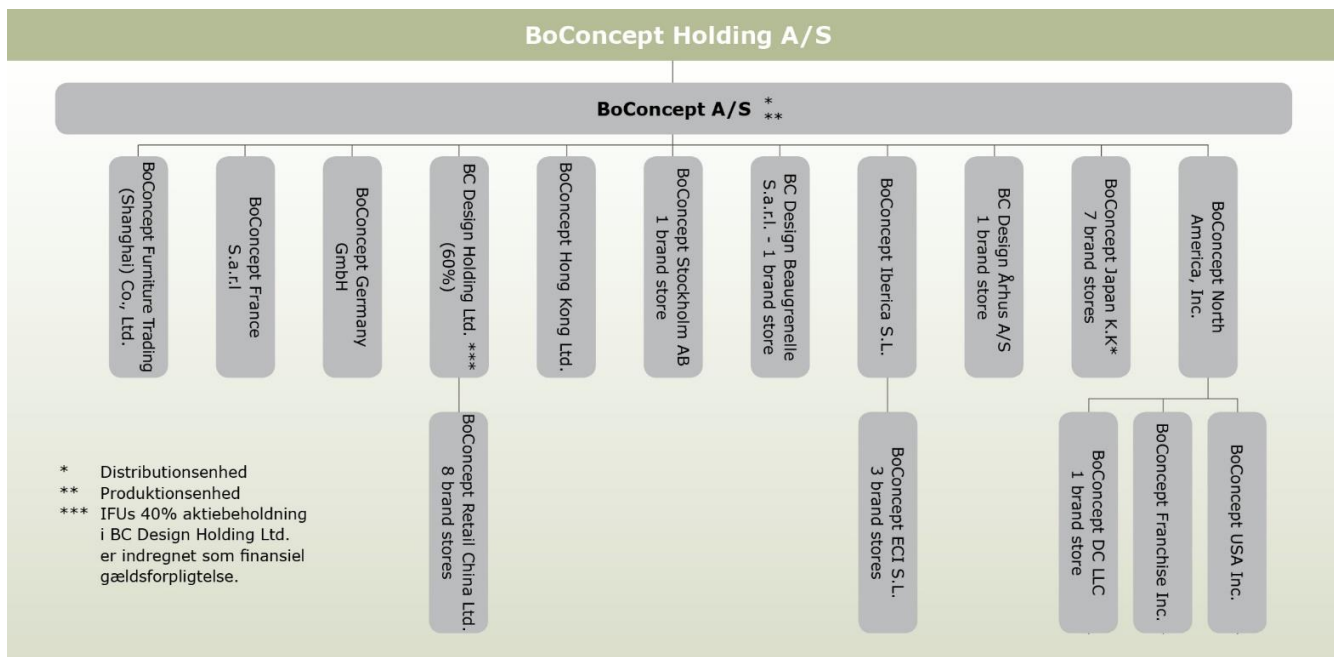 BoConcept Holding A/S
BoConcept A/S *
**
BoConcept Furniture Trading
(Shanghai) Co., Ltd.
BoConcept France
S.a.r.l
BoConcept Germany
GmbH
BC Design Holding Ltd. ***
(60%)
BoConcept Hong Kong Ltd.
BoConcept Stockholm AB
1 brand store
BC Design Beaugrenelle
S.a.r.l. - 1 brand store
BoConcept Iberica S.L.
BC Design Århus A/S
1 brand store
BoConcept Japan K.K*
7 brand stores
BoConcept North
America, Inc.
BoConcept Retail China Ltd.
8 brand stores
BoConcept ECI S.L.
3 brand stores
BoConcept DC LLC
1 brand store
BoConcept Franchise Inc.
BoConcept USA Inc.
* Distributionsenhed
** Produktionsenhed
*** IFUs 40% aktiebeholdning
i BC Design Holding Ltd.
er indregnet som finansiel
gældsforpligtelse.